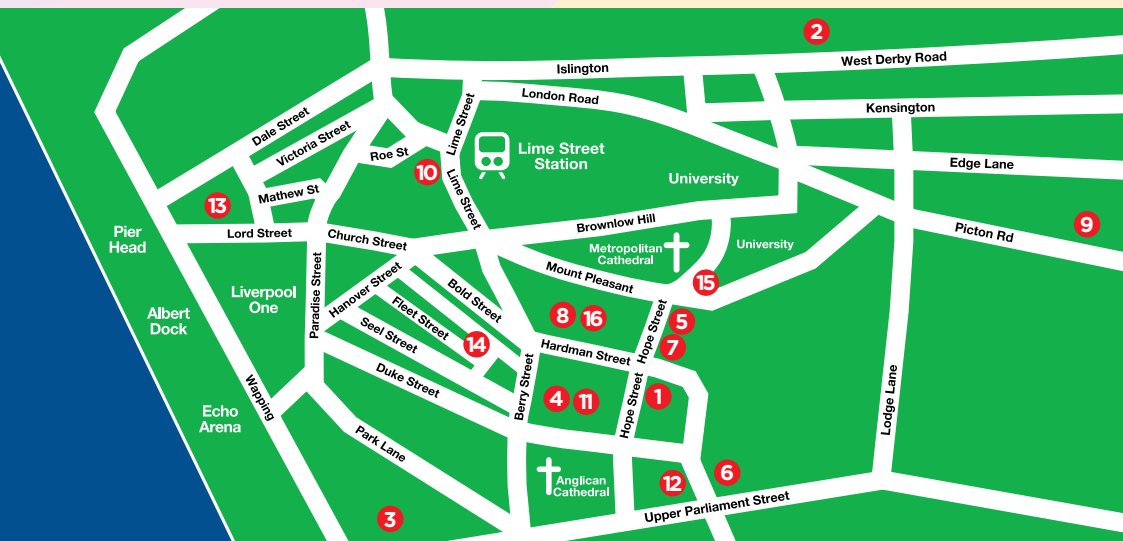 2
West Derby Road
Islington
London Road
Kensington
Dale Street
Victoria Street
Lime Street
Roe St
Lime Street
Station
10
Lime Street
Edge Lane
University
Mathew St
13
Pier
Head
Lord Street
Church Street
Brownlow Hill
Metropolitan
Cathedral
University
Picton Rd
9
Mount Pleasant
15
Hanover Street
Bold Street
Liverpool
One
Paradise Street
Albert
Dock
Fleet Street
Seel Street
14
8
16
Hope Street
5
7
Hardman Street
Duke Street
Wapping
Berry Street
4
11
Hope Street
1
Lodge Lane
Echo
Arena
Park Lane
Anglican
Cathedral
12
6
Upper Parliament Street
3